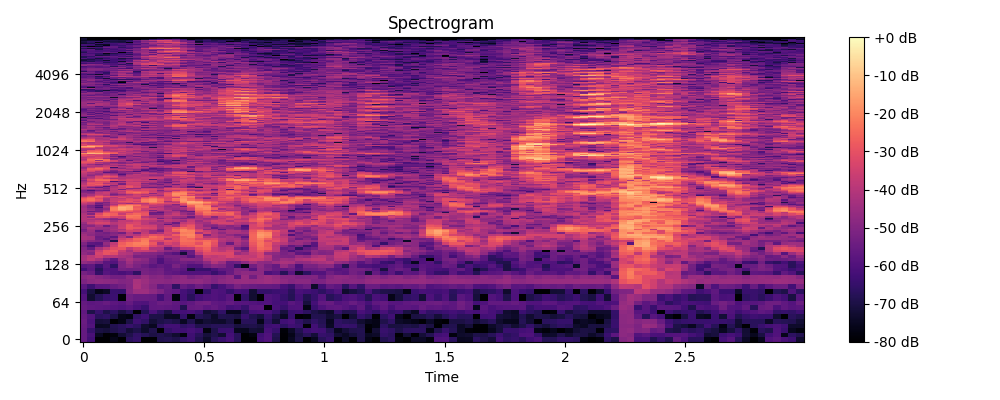 Spectrogram
Hz
4096
2048
1024
512
256
128
64
0
0
0.5
1
1.5
2
2.5
Time
+0 dB
-10 dB
-20 dB
-30 dB
-40 dB
-50 dB
-60 dB
-70 dB
-80 dB